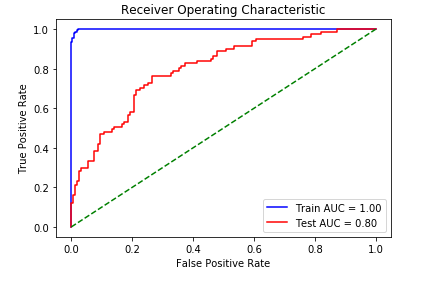 Receiver Operating Characteristic
True Positive Rate
1.0
0.8
0.6
0.4
0.2
0.0
Train AUC = 1.00
Test AUC = 0.80
0.0 0.2 0.4 0.6 0.8 1.0
False Positive Rate